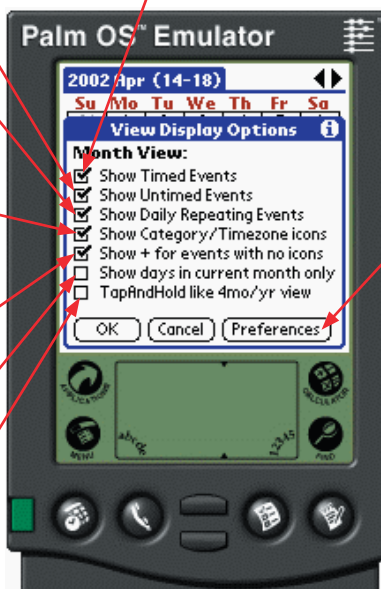 Palm OS™ Emulator
2002 Apr (14-18)
Su Mo Tu We Th Fr Sa
View Display Options
Month View:
Show Timed Events
Show Untimed Events
Show Daily Repeating Events
Show Category/Timezone icons
Show + for events with no icons
Show days in current month only
TapAndHold like 4mo/yr view
OK Cancel Preferences
APPLICATIONS
CALCULATOR
MENU
abcde
12345
FIND